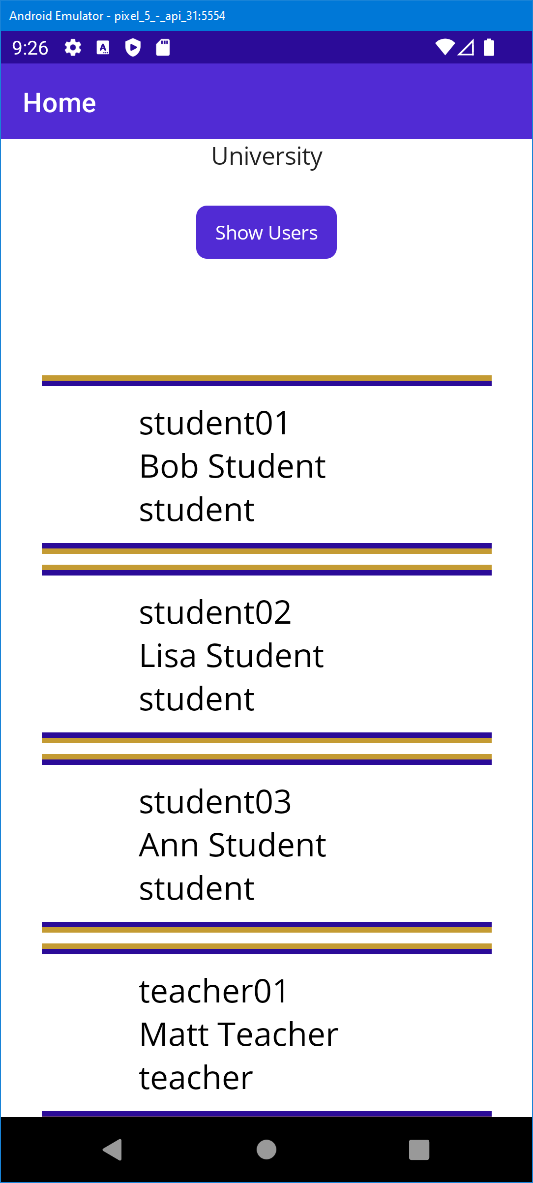 Android Emulator - pixel_5_-_api_31:5554
9:26
A
Home
University
Show Users
student01
Bob Student
student
student02
Lisa Student
student
student03
Ann Student
student
teacher01
Matt Teacher
teacher